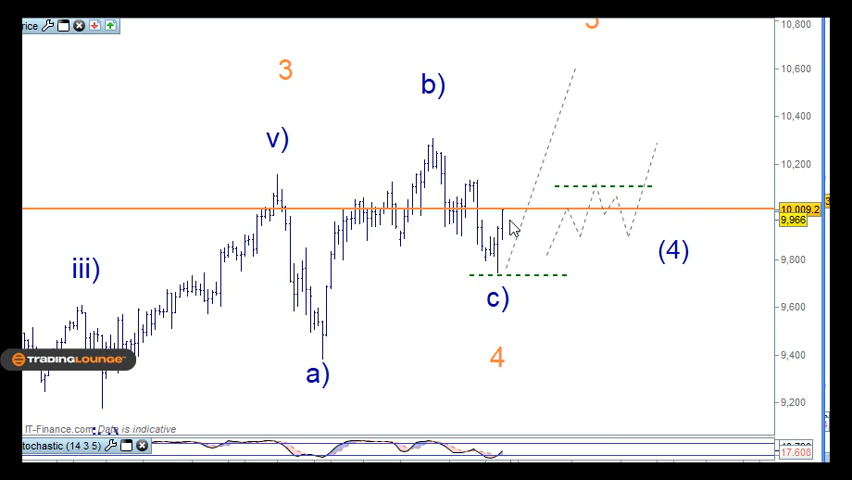 rice
10,800
5
10,600
3
b)
10,400
v)
10,200
10,009.2
9,966
(4)
iii)
9,800
c)
9,600
TRADINGLOUNGE
a)
4
9,400
9,200
IT-Finance.com Data is indicative
tochastic (14 3 5)
17.608